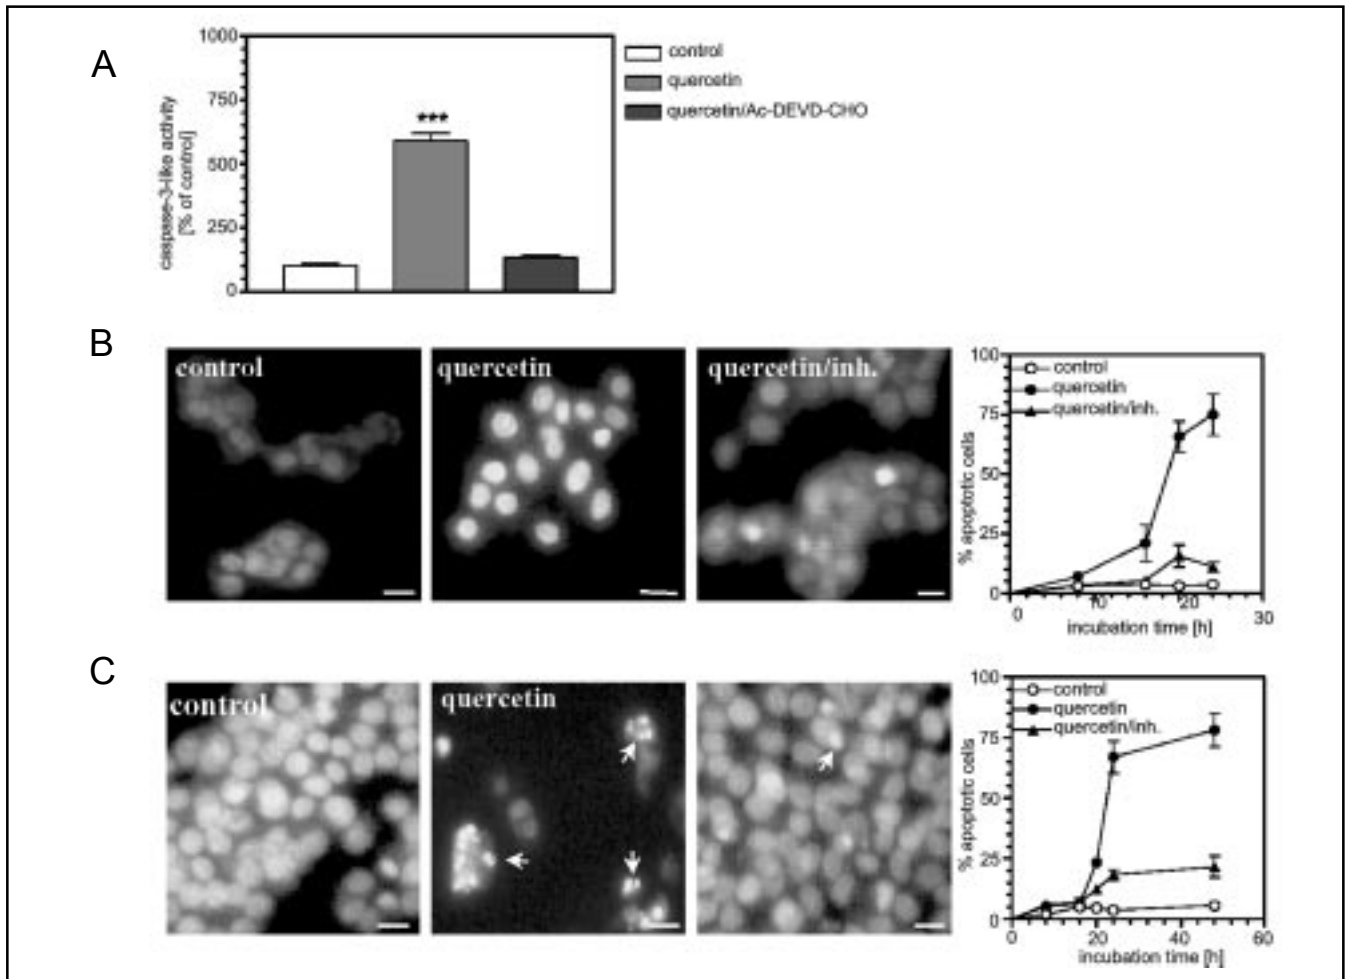 A
1000
750
500
250
0
caspase-3-like activity
[% of control]
***
control
quercetin
quercetin/Ac-DEVD-CHO
B
control
quercetin
quercetin/inh.
100
75
50
25
0
% apoptotic cells
control
quercetin
quercetin/inh.
0
10
20
30
incubation time [h]
C
control
quercetin
100
75
50
25
0
% apoptotic cells
control
quercetin
quercetin/inh.
0
20
40
60
incubation time [h]